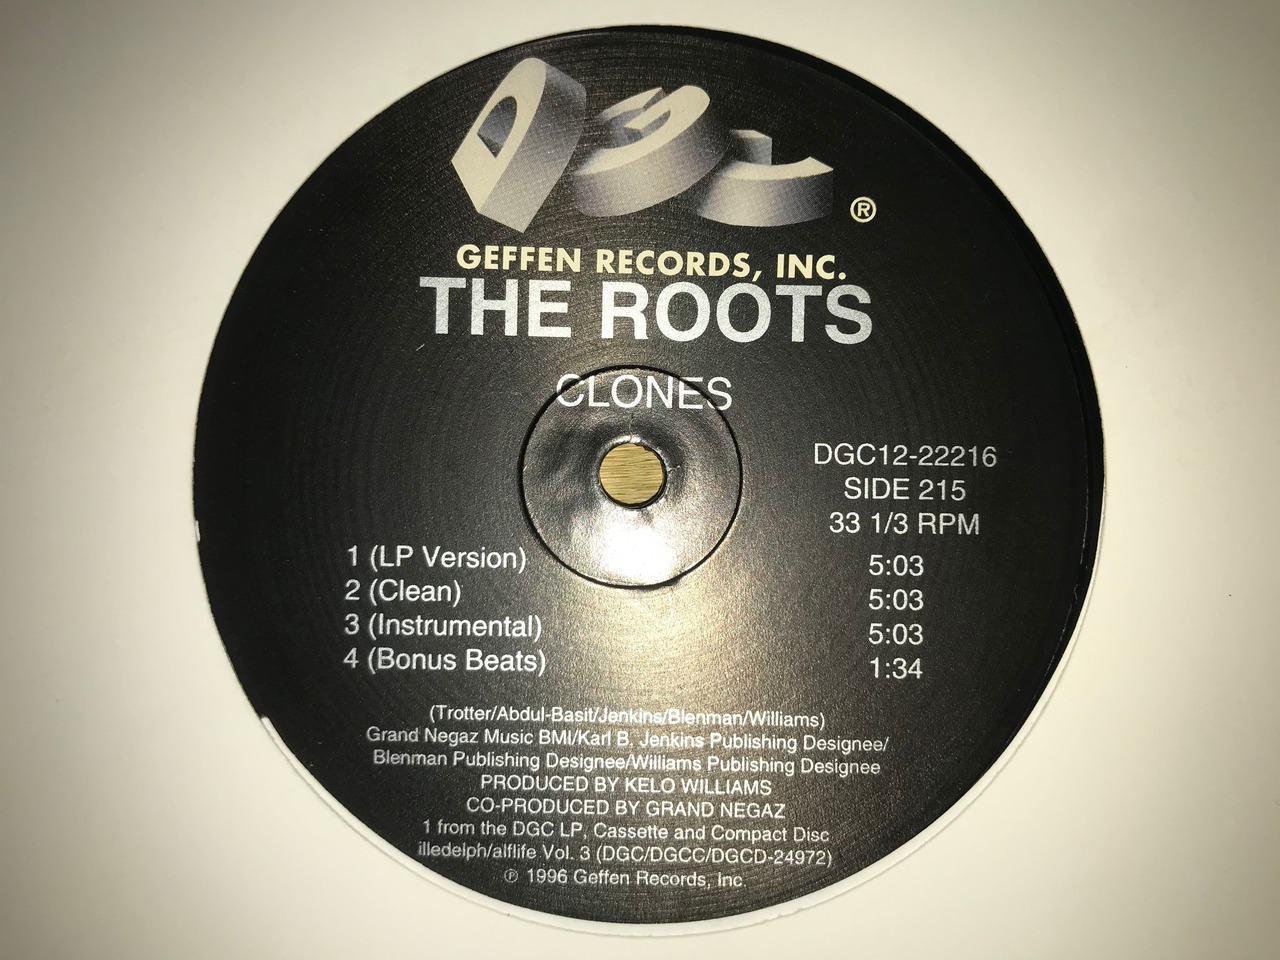 DGC ®
GEFFEN RECORDS, INC.
THE ROOTS
CLONES
DGC12-22216
SIDE 215
33 1/3 RPM
1 (LP Version) 5:03
2 (Clean) 5:03
3 (Instrumental) 5:03
4 (Bonus Beats) 1:34
(Trotter/Abdul-Basit/Jenkins/Blenman/Williams)
Grand Negaz Music BMI/Karl B. Jenkins Publishing Designee/
Blenman Publishing Designee/Williams Publishing Designee
PRODUCED BY KELO WILLIAMS
CO-PRODUCED BY GRAND NEGAZ
1 from the DGC LP, Cassette and Compact Disc
illedelph/alflife Vol. 3 (DGC/DGCC/DGCD-24972)
℗ 1996 Geffen Records, Inc.